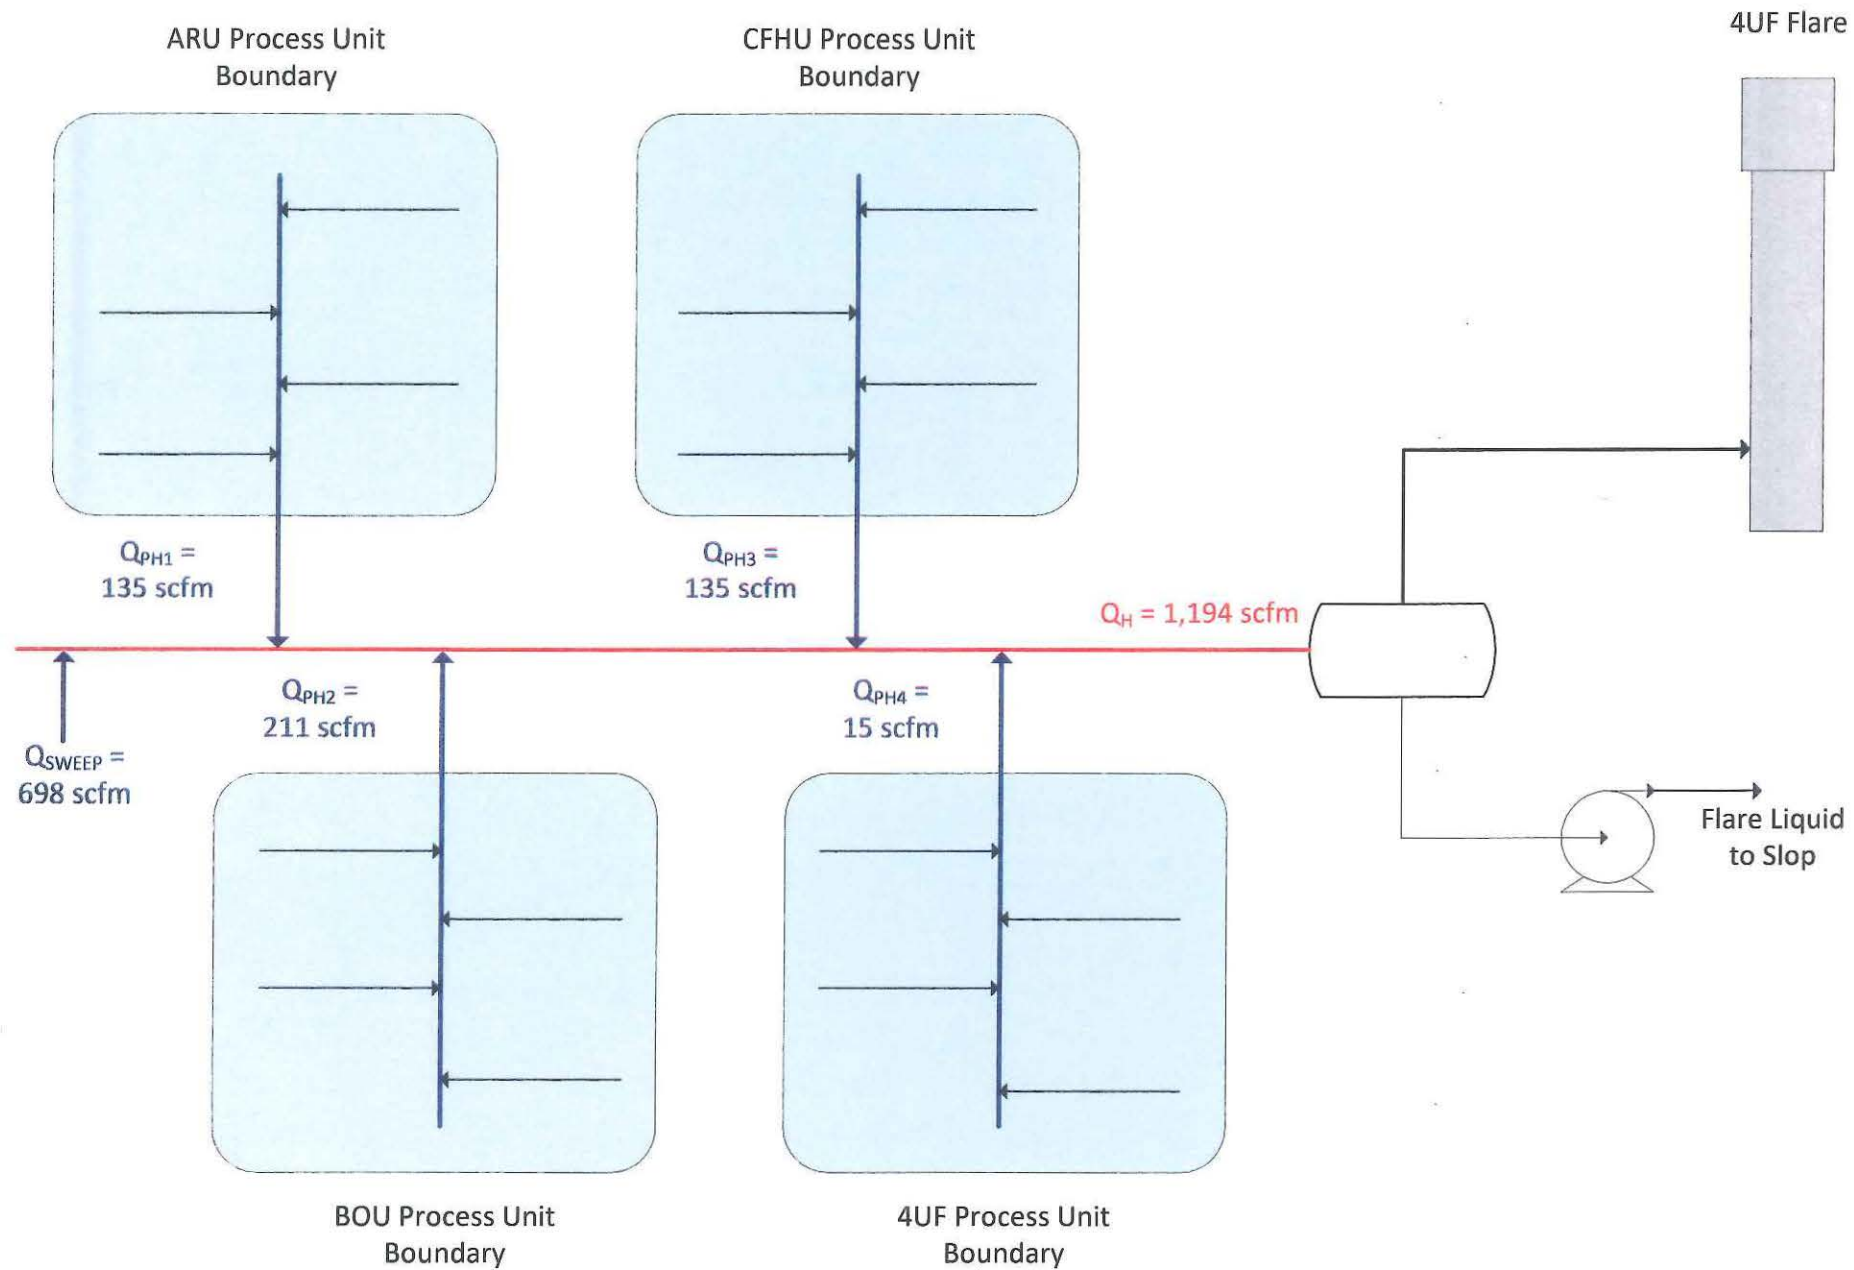 ARU Process Unit
Boundary
CFHU Process Unit
Boundary
4UF Flare
QPH1 =
135 scfm
QPH3 =
135 scfm
QH = 1,194 scfm
QPH2 =
211 scfm
QPH4 =
15 scfm
QSWEEP =
698 scfm
Flare Liquid
to Slop
BOU Process Unit
Boundary
4UF Process Unit
Boundary